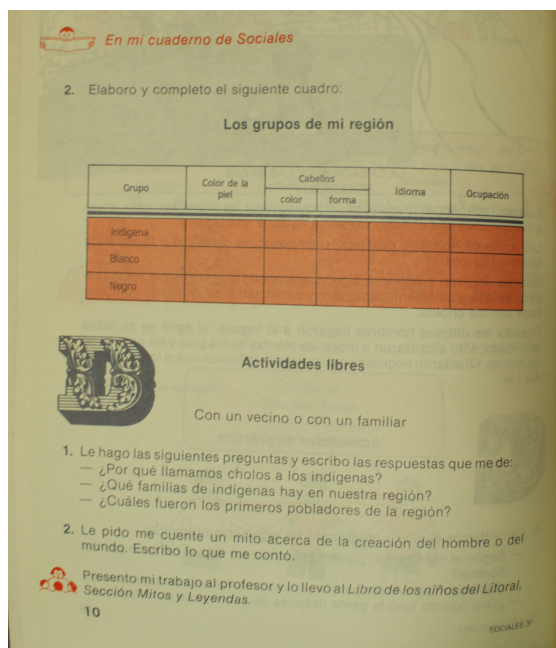 En mi cuaderno de Sociales
2. Elaboro y completo el siguiente cuadro:
Los grupos de mi región
Grupo
Color de la
piel
Cabellos
color
forma
Idioma
Ocupación
Indígena
Blanco
Negro
D
Actividades libres
Con un vecino o con un familiar
1. Le hago las siguientes preguntas y escribo las respuestas que me de:
— ¿Por qué llamamos cholos a los indígenas?
— ¿Qué familias de indígenas hay en nuestra región?
— ¿Cuáles fueron los primeros pobladores de la región?
2. Le pido me cuente un mito acerca de la creación del hombre o del
mundo. Escribo lo que me contó.
Presento mi trabajo al profesor y lo llevo al Libro de los niños del Litoral,
Sección Mitos y Leyendas.
10
SOCIALES 3°